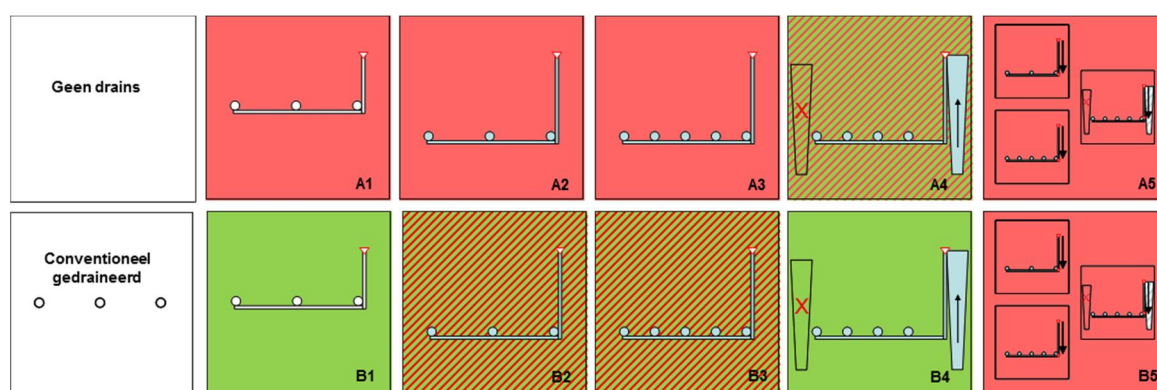 Geen drains
A1
A2
A3
A4
A5
Conventioneel
gedraineerd
B1
B2
B3
B4
B5